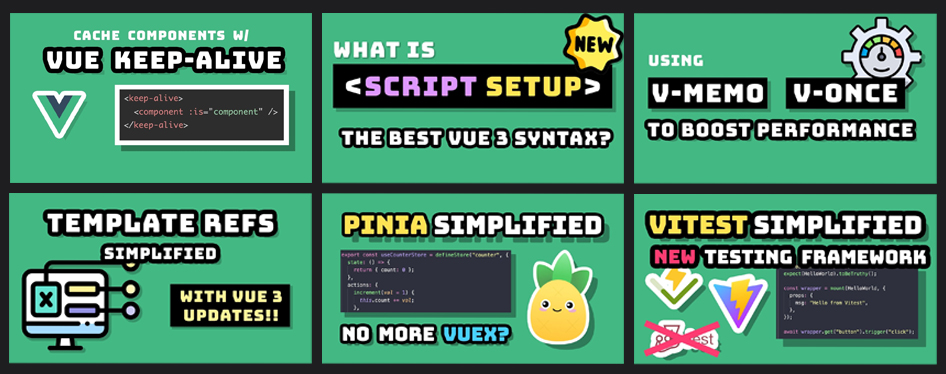 CACHE COMPONENTS W/
VUE KEEP-ALIVE
<keep-alive>
<component :is="component" />
</keep-alive>
NEW
WHAT IS
<SCRIPT SETUP>
THE BEST VUE 3 SYNTAX?
USING
V-MEMO V-ONCE
TO BOOST PERFORMANCE
TEMPLATE REFS
SIMPLIFIED
WITH VUE 3
UPDATES!!
PINIA SIMPLIFIED
export const useCounterStore = defineStore("counter", {
state: () => {
return { count: 0 };
},
actions: {
increment(val = 1) {
this.count += val;
},
NO MORE VUEX?
VITEST SIMPLIFIED
NEW TESTING FRAMEWORK
expect(HelloWorld).toBeTruthy();
const wrapper = mount(HelloWorld, {
props: {
msg: "Hello from Vitest",
},
});
await wrapper.get("button").trigger("click");